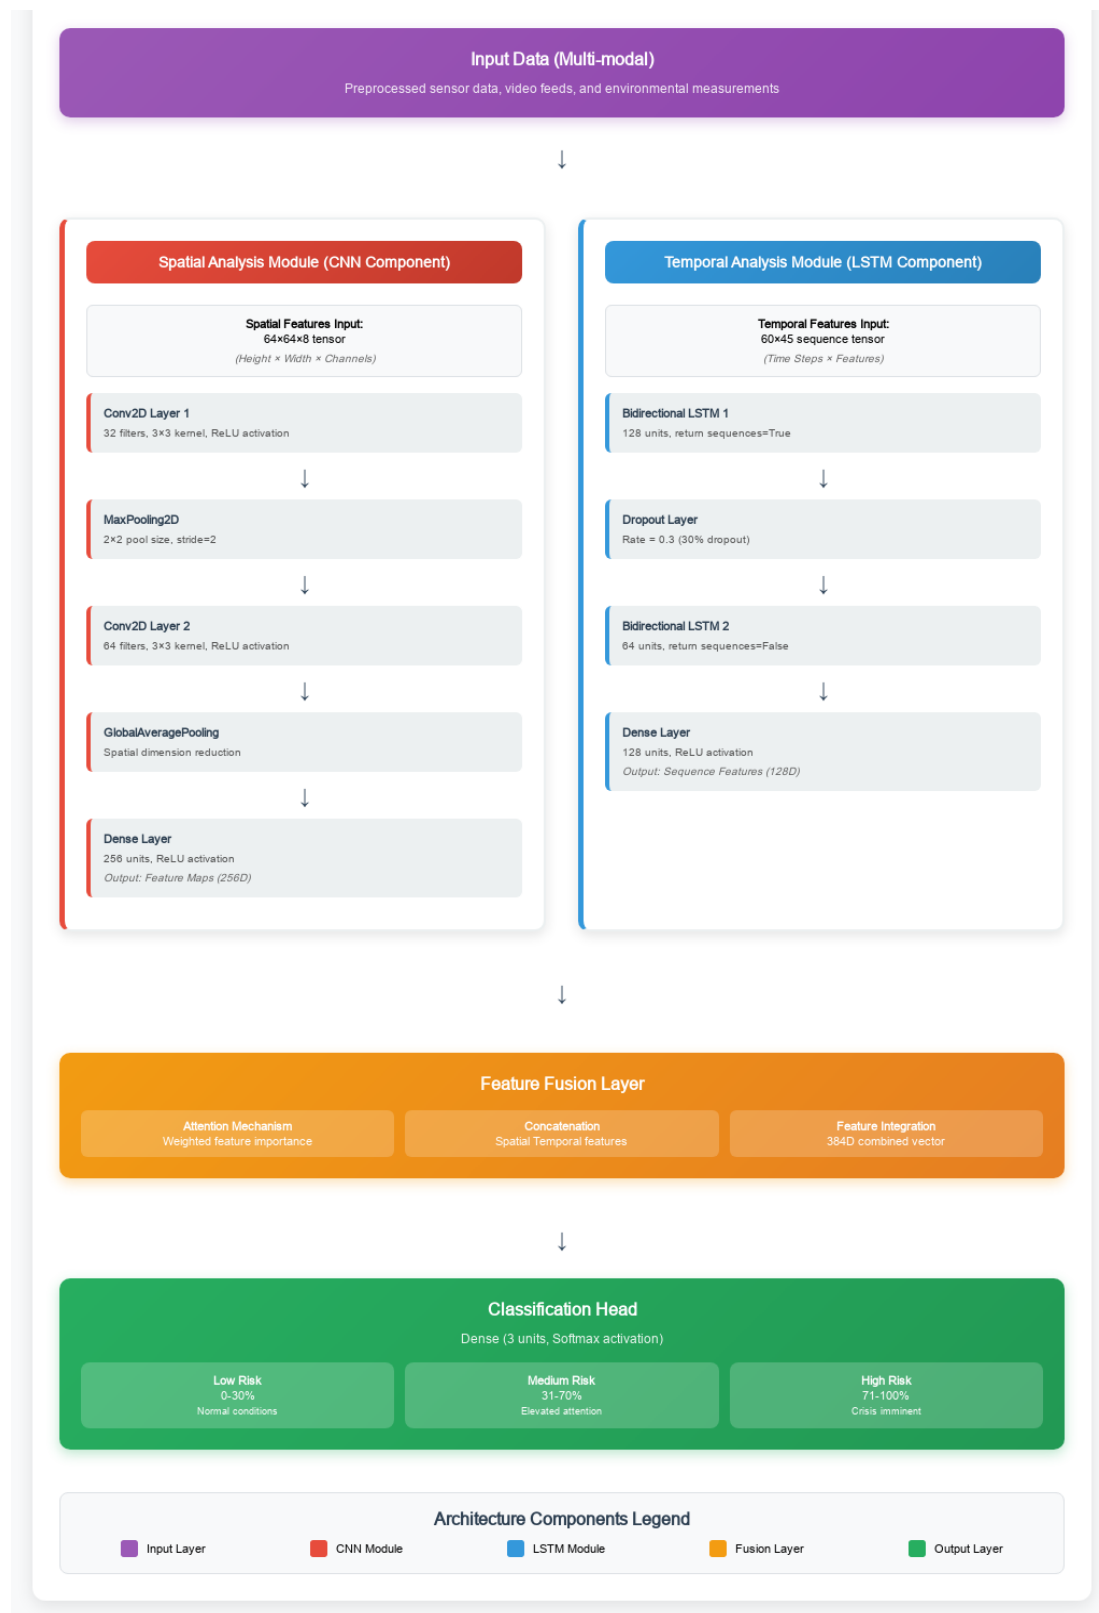 Input Data (Multi-modal)
Preprocessed sensor data, video feeds, and environmental measurements
↓
Spatial Analysis Module (CNN Component)
Spatial Features Input:
64×64×8 tensor
(Height × Width × Channels)
Conv2D Layer 1
32 filters, 3×3 kernel, ReLU activation
↓
MaxPooling2D
2×2 pool size, stride=2
↓
Conv2D Layer 2
64 filters, 3×3 kernel, ReLU activation
↓
GlobalAveragePooling
Spatial dimension reduction
↓
Dense Layer
256 units, ReLU activation
Output: Feature Maps (256D)
Temporal Analysis Module (LSTM Component)
Temporal Features Input:
60×45 sequence tensor
(Time Steps × Features)
Bidirectional LSTM 1
128 units, return sequences=True
↓
Dropout Layer
Rate = 0.3 (30% dropout)
↓
Bidirectional LSTM 2
64 units, return sequences=False
↓
Dense Layer
128 units, ReLU activation
Output: Sequence Features (128D)
↓
Feature Fusion Layer
Attention Mechanism
Weighted feature importance
Concatenation
Spatial Temporal features
Feature Integration
384D combined vector
↓
Classification Head
Dense (3 units, Softmax activation)
Low Risk
0-30%
Normal conditions
Medium Risk
31-70%
Elevated attention
High Risk
71-100%
Crisis imminent
Architecture Components Legend
Input Layer
CNN Module
LSTM Module
Fusion Layer
Output Layer